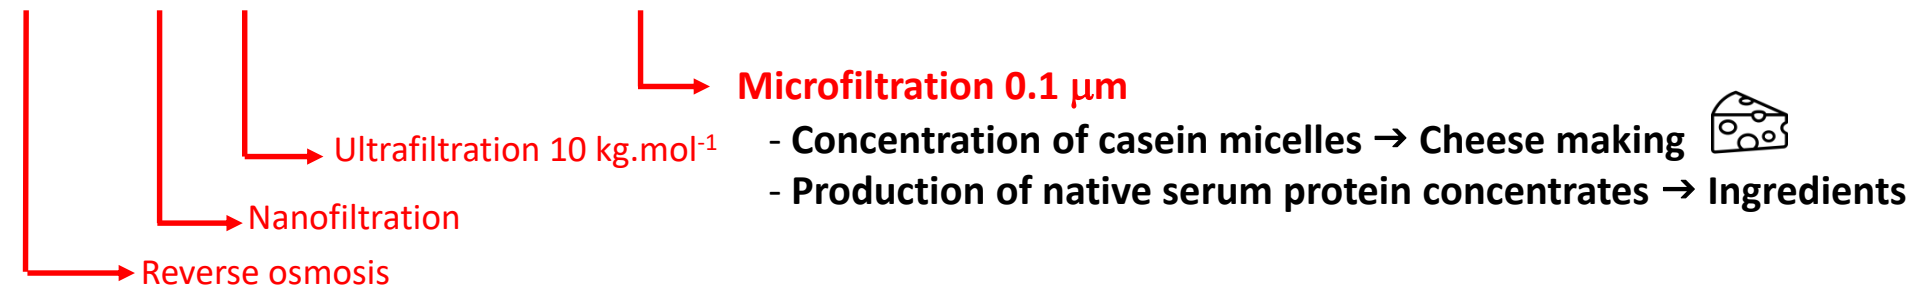 Microfiltration 0.1 μm
- Concentration of casein micelles → Cheese making
- Production of native serum protein concentrates → Ingredients
Ultrafiltration 10 kg.mol⁻¹
Nanofiltration
Reverse osmosis